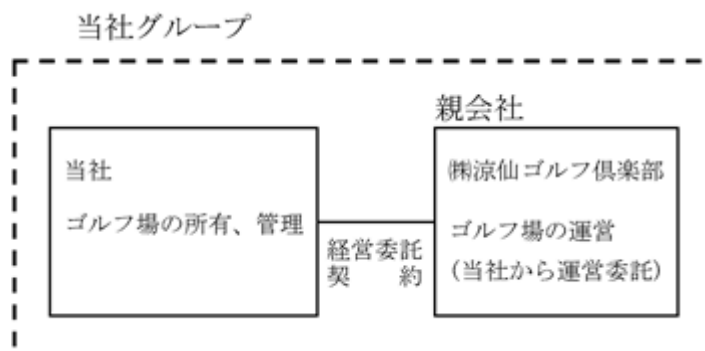 当社グループ
親会社
当社
ゴルフ場の所有、管理
経営委託
契約
㈱涼仙ゴルフ倶楽部
ゴルフ場の運営
(当社から運営委託)